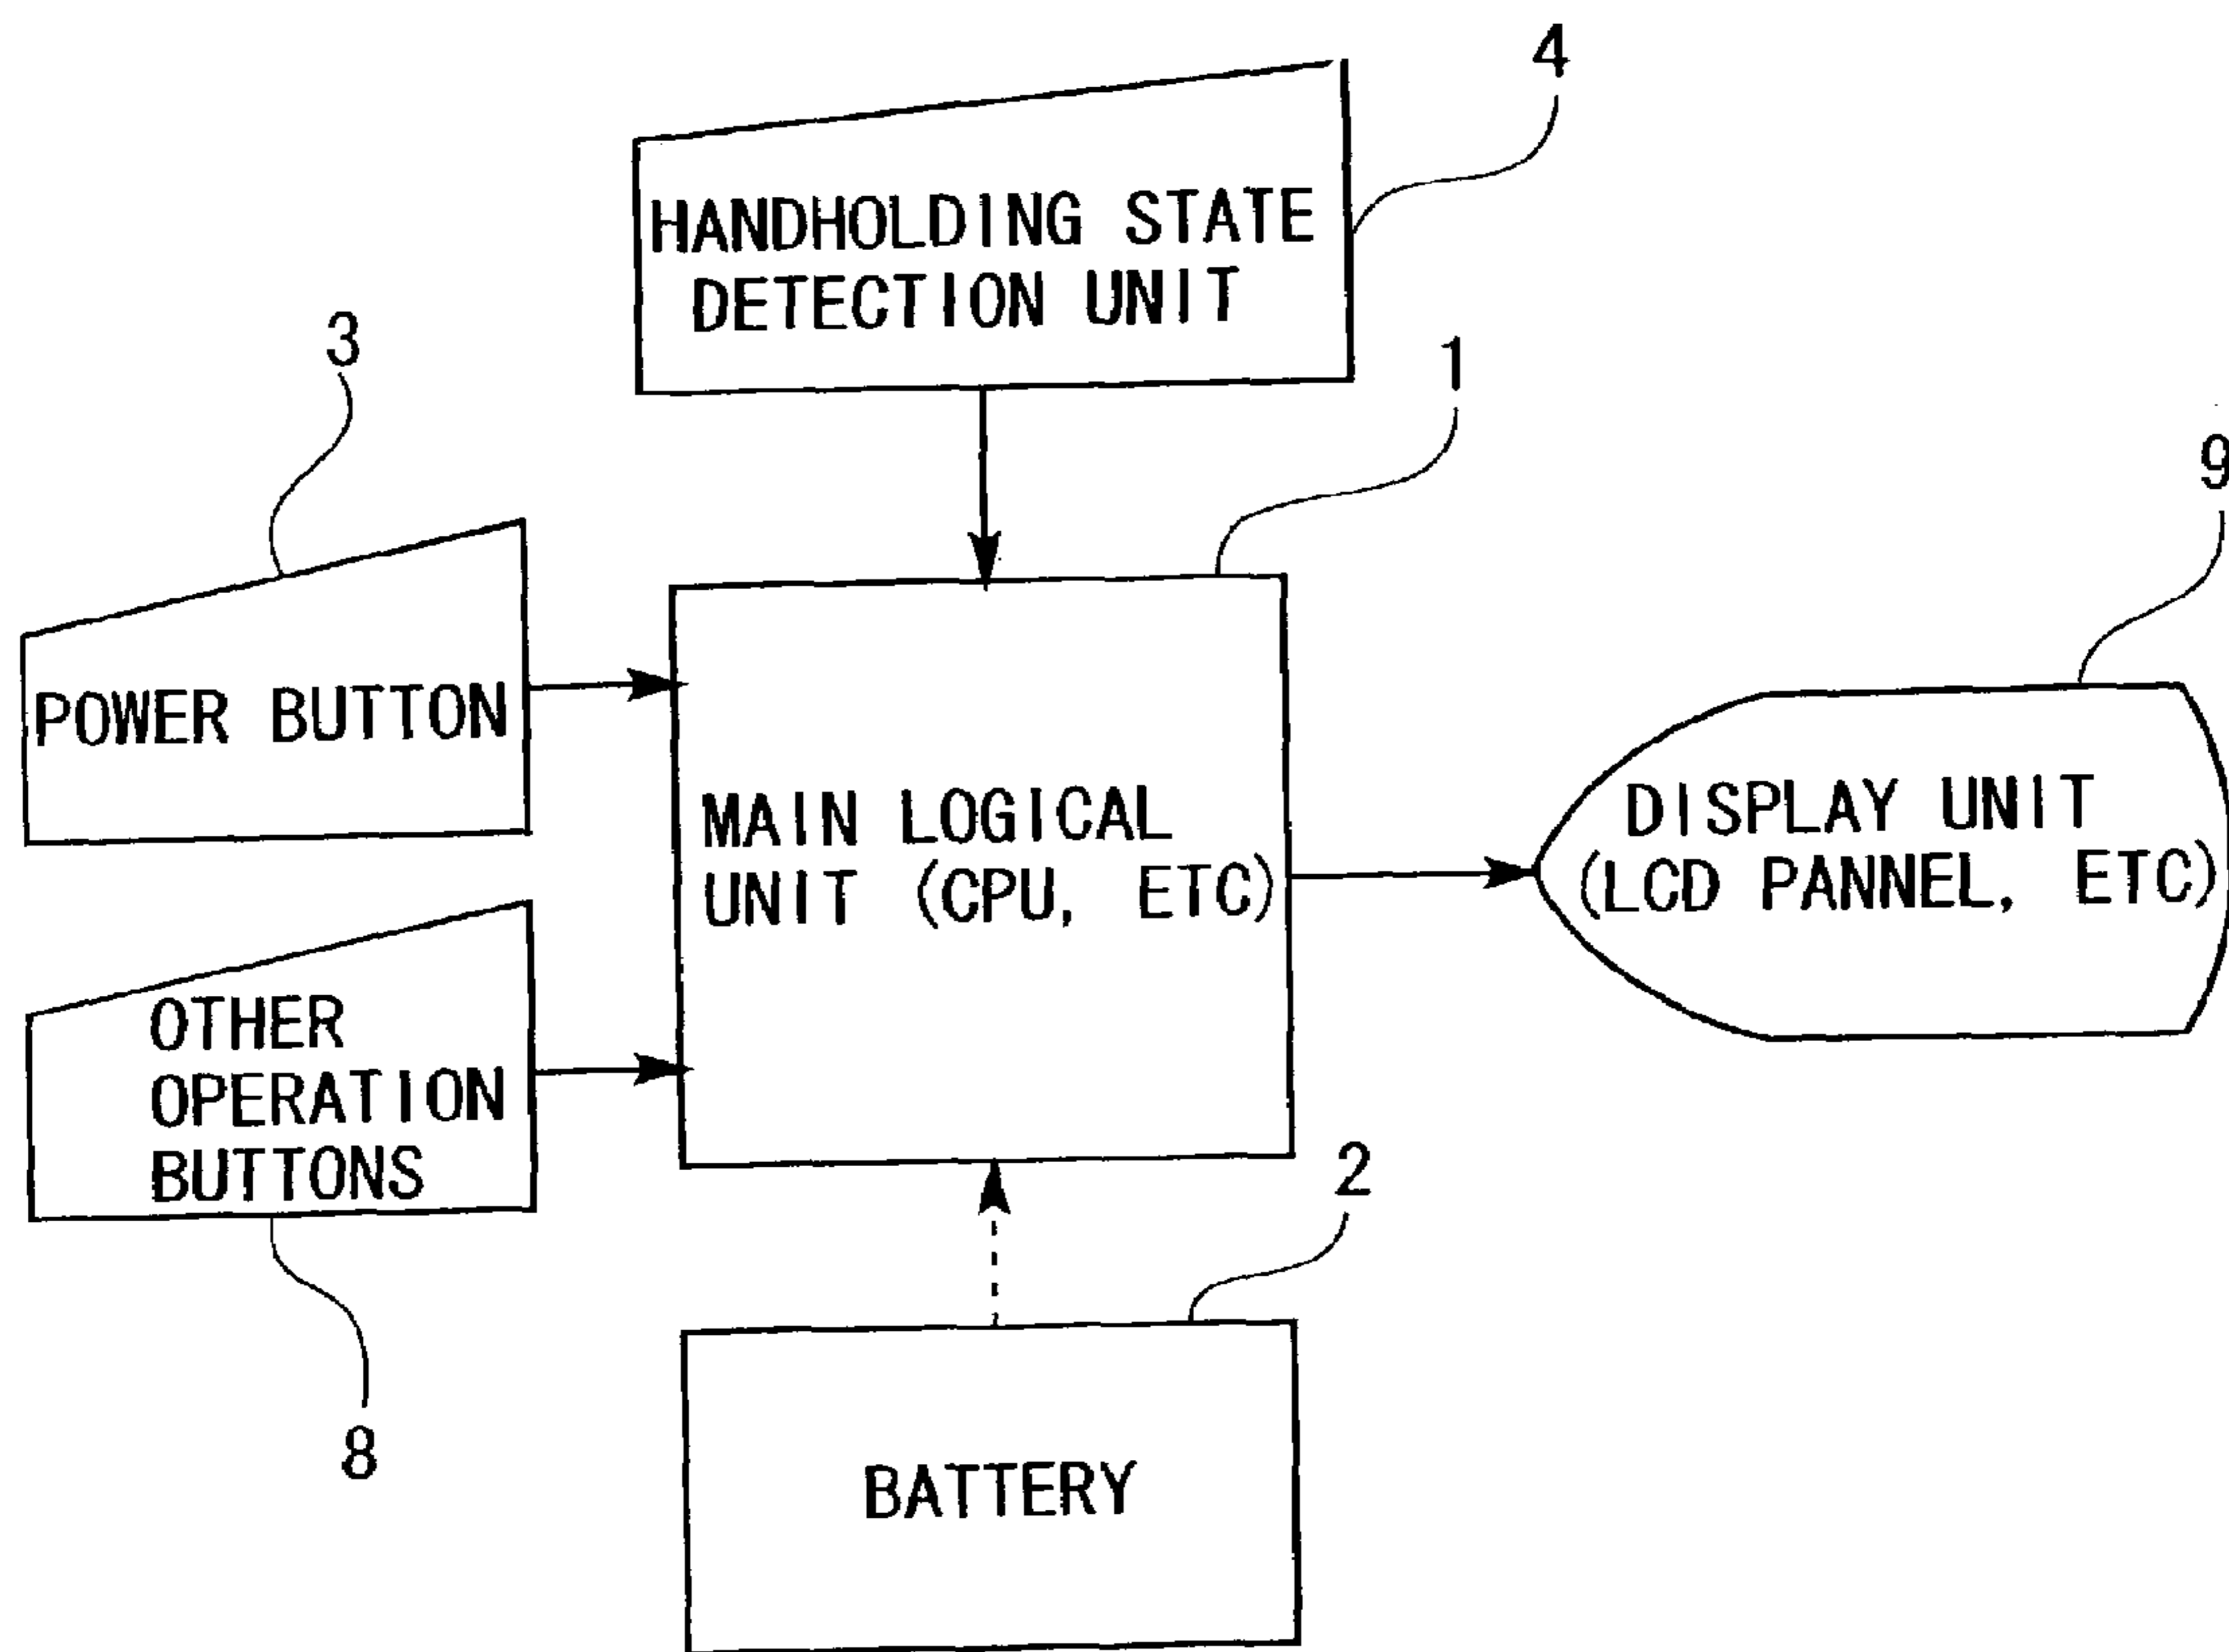 4
HANDHOLDING STATE
DETECTION UNIT
3
1
9
POWER BUTTON
MAIN LOGICAL
UNIT (CPU, ETC)
DISPLAY UNIT
(LCD PANNEL, ETC)
OTHER
OPERATION
BUTTONS
2
8
BATTERY